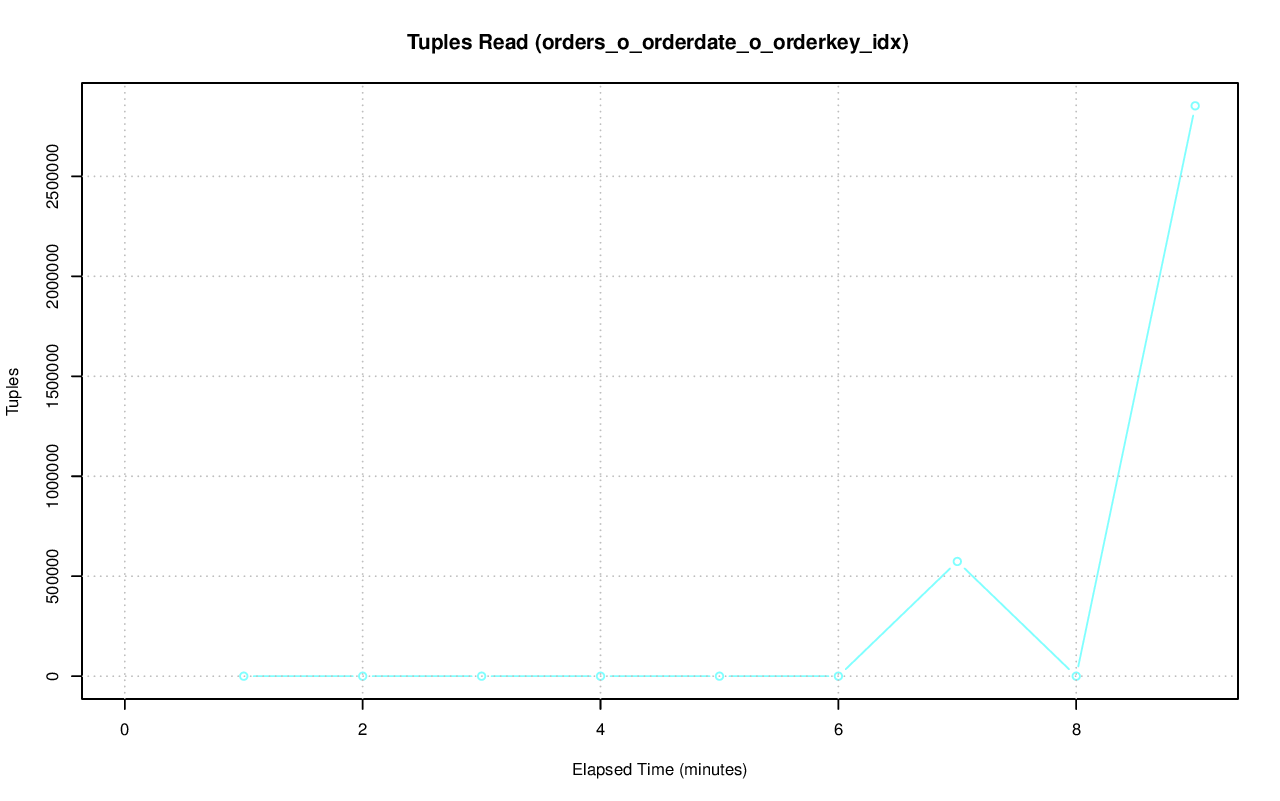 Tuples Read (orders_o_orderdate_o_orderkey_idx)
Tuples
2500000
2000000
1500000
1000000
500000
0
0 2 4 6 8
Elapsed Time (minutes)